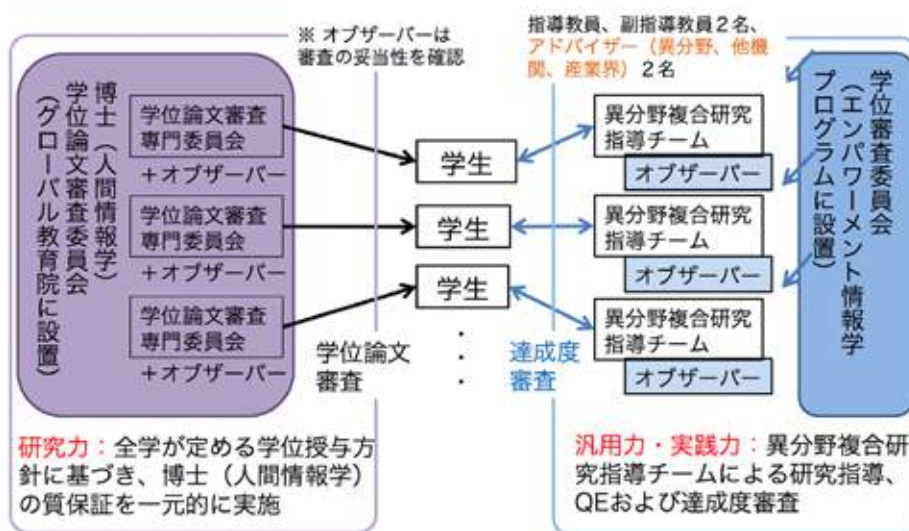 ※ オブザーバーは
審査の妥当性を確認
指導教員、副指導教員２名、
アドバイザー（異分野、他機
関、産業界）２名
博士（人間情報学）
学位論文審査委員会
（グローバル教育院に設置）
学位論文審査
専門委員会
＋オブザーバー
学位論文審査
専門委員会
＋オブザーバー
学位論文審査
専門委員会
＋オブザーバー
学生
学生
学生
・
・
・
学位論文
審査
達成度
審査
異分野複合研究
指導チーム
オブザーバー
異分野複合研究
指導チーム
オブザーバー
異分野複合研究
指導チーム
オブザーバー
学位審査委員会
（エンパワーメント情報学
プログラムに設置）
研究力：全学が定める学位授与方
針に基づき、博士（人間情報学）
の質保証を一元的に実施
汎用力・実践力：異分野複合研
究指導チームによる研究指導、
QEおよび達成度審査